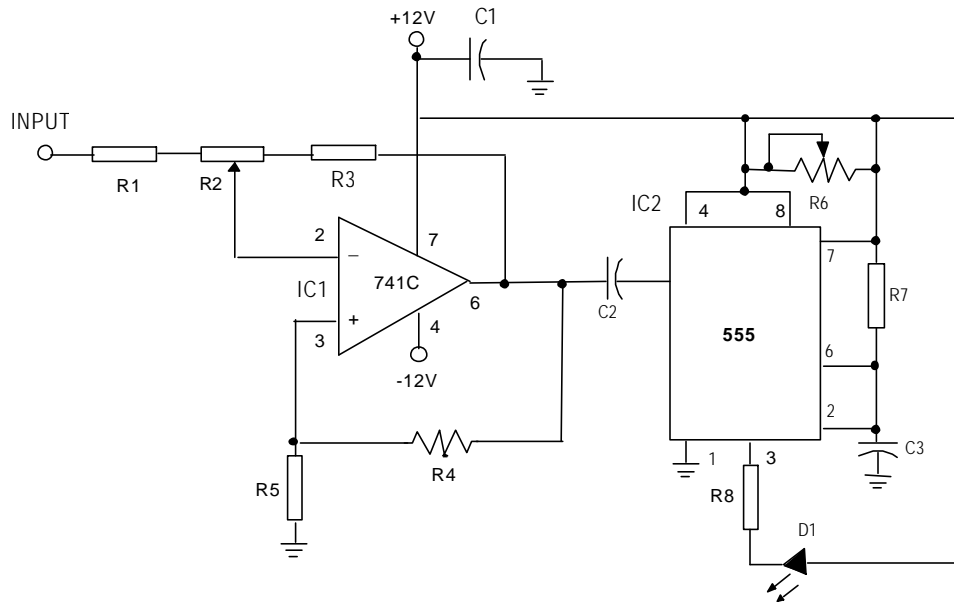 +12V
C1
INPUT
R1
R2
R3
R6
IC2
4
8
2
7
7
IC1
741C
6
C2
R7
3
4
555
6
-12V
2
R4
1
3
C3
R5
R8
D1